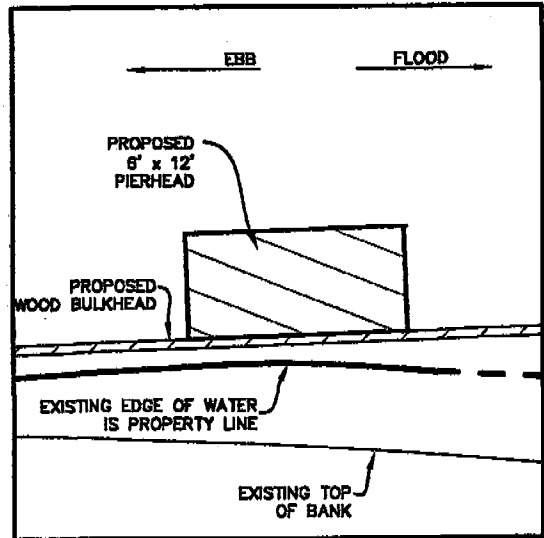 EBB
FLOOD
PROPOSED
6' x 12'
PIERHEAD
PROPOSED
WOOD BULKHEAD
EXISTING EDGE OF WATER
IS PROPERTY LINE
EXISTING TOP
OF BANK